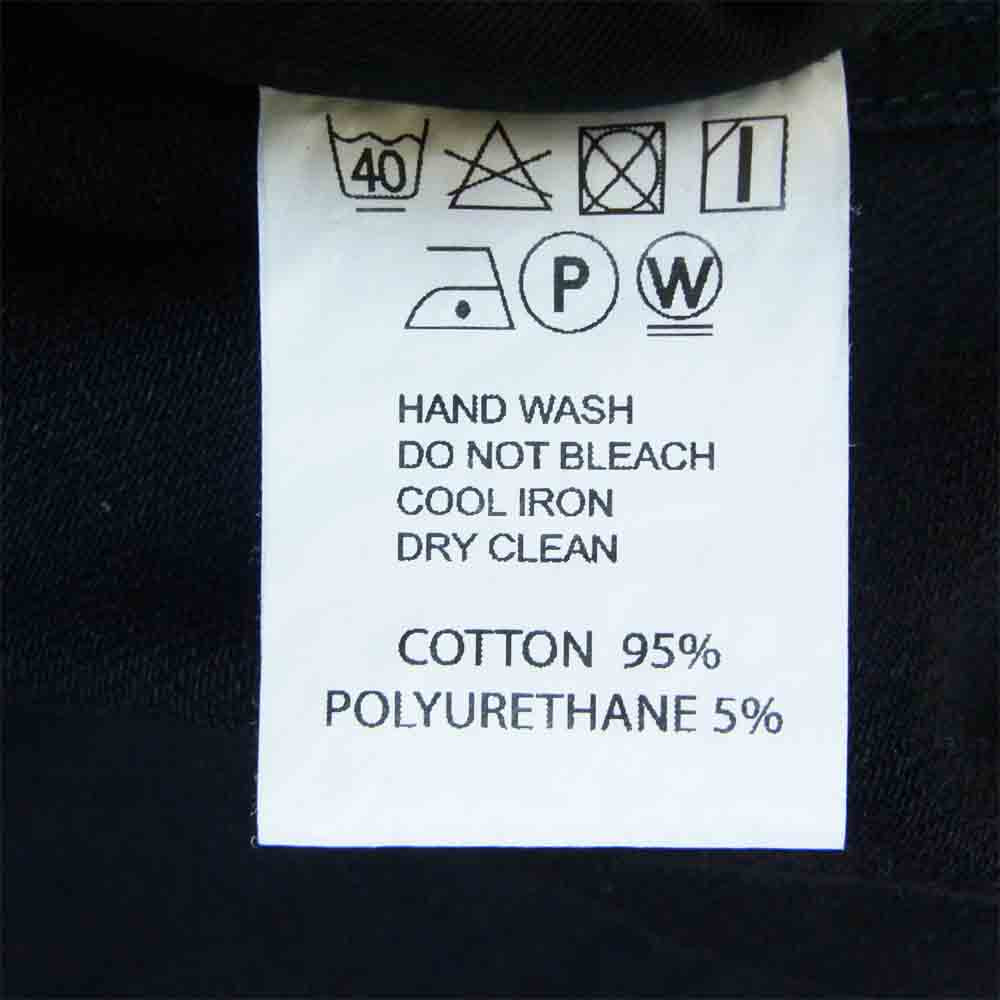 40
P W
HAND WASH
DO NOT BLEACH
COOL IRON
DRY CLEAN
COTTON 95%
POLYURETHANE 5%